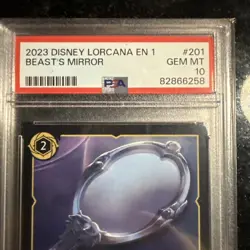 2023 DISNEY LORCANA EN 1 #201
BEAST'S MIRROR GEM MT
PSA 10
82866258
2